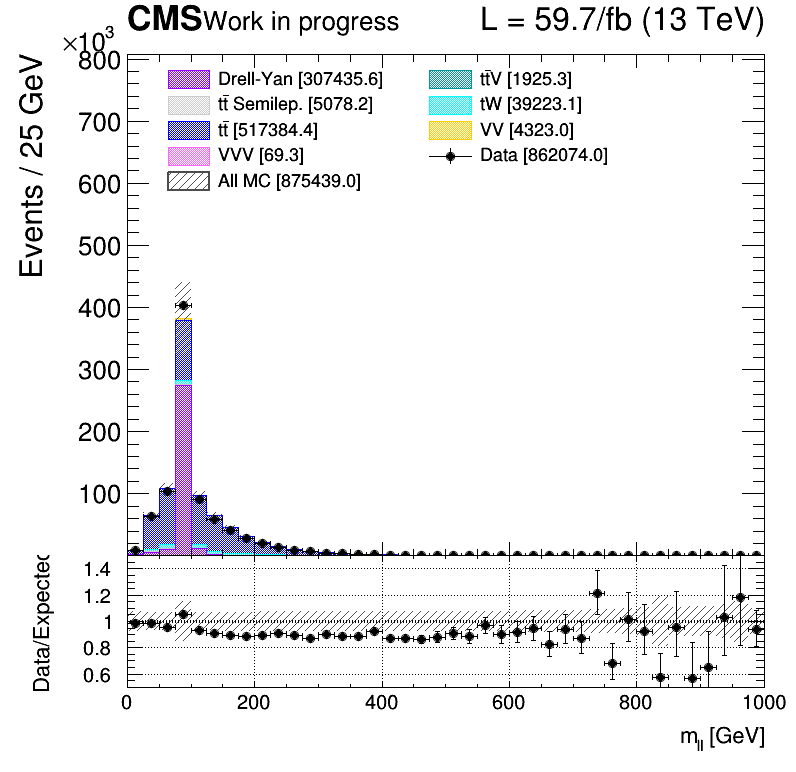 CMS Work in progress L = 59.7/fb (13 TeV)
×10³
Events / 25 GeV
800
700
600
500
400
300
200
100
Drell-Yan [307435.6]
tt̄ Semilep. [5078.2]
tt̄ [517384.4]
VVV [69.3]
All MC [875439.0]
tt̄V [1925.3]
tW [39223.1]
VV [4323.0]
Data [862074.0]
Data/Expected
1.4
1.2
1
0.8
0.6
0 200 400 600 800 1000
m_ll [GeV]